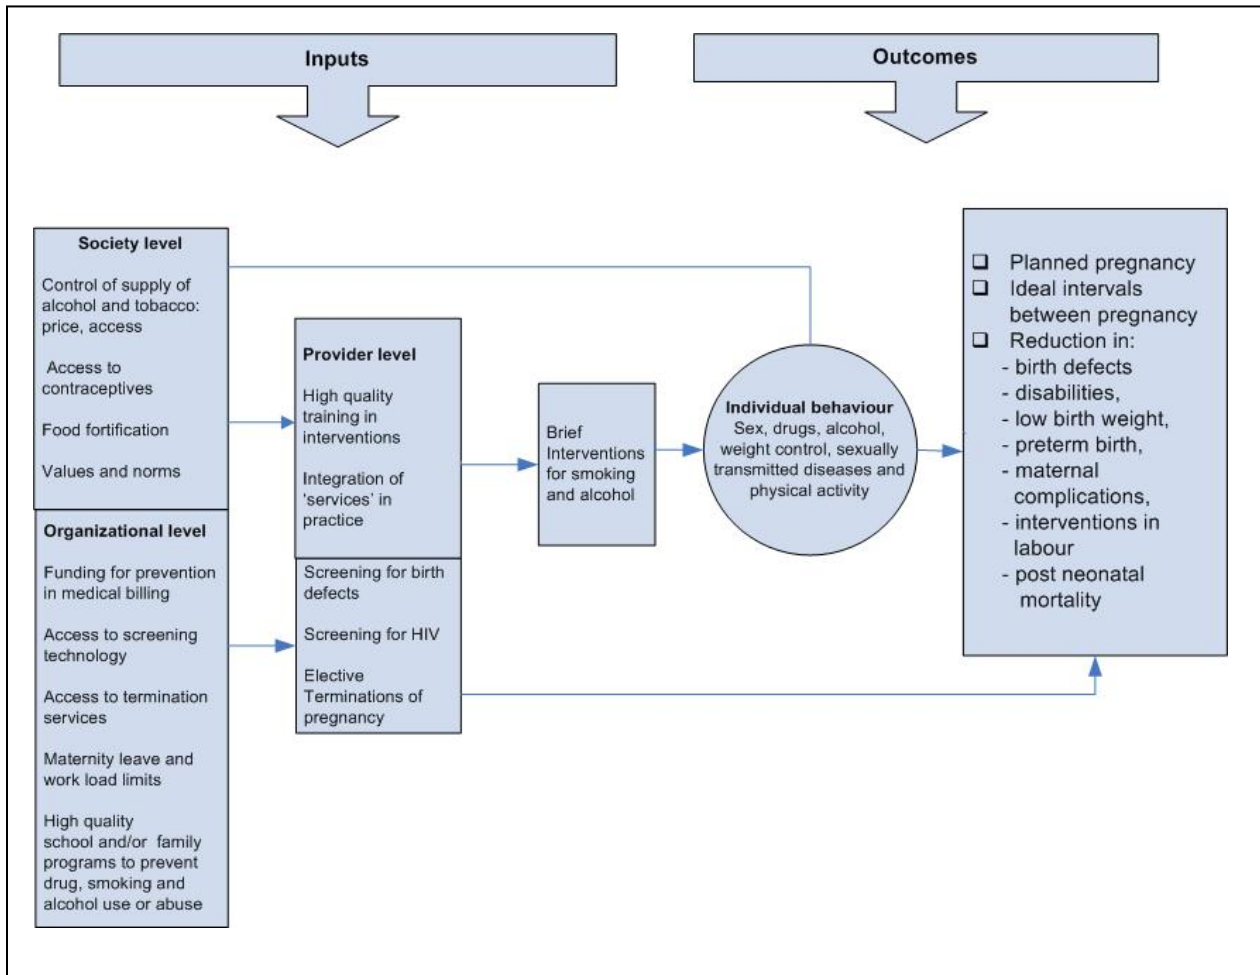 Inputs
Outcomes
Society level
Control of supply of
alcohol and tobacco:
price, access
Access to
contraceptives
Food fortification
Values and norms
Organizational level
Funding for prevention
in medical billing
Access to screening
technology
Access to termination
services
Maternity leave and
work load limits
High quality
school and/or family
programs to prevent
drug, smoking and
alcohol use or abuse
Provider level
High quality
training in
interventions
Integration of
‘services’ in
practice
Screening for birth
defects
Screening for HIV
Elective
Terminations of
pregnancy
Brief
Interventions
for smoking
and alcohol
Individual behaviour
Sex, drugs, alcohol,
weight control, sexually
transmitted diseases and
physical activity
❑ Planned pregnancy
❑ Ideal intervals
between pregnancy
❑ Reduction in:
- birth defects
- disabilities,
- low birth weight,
- preterm birth,
- maternal
complications,
- interventions in
labour
- post neonatal
mortality